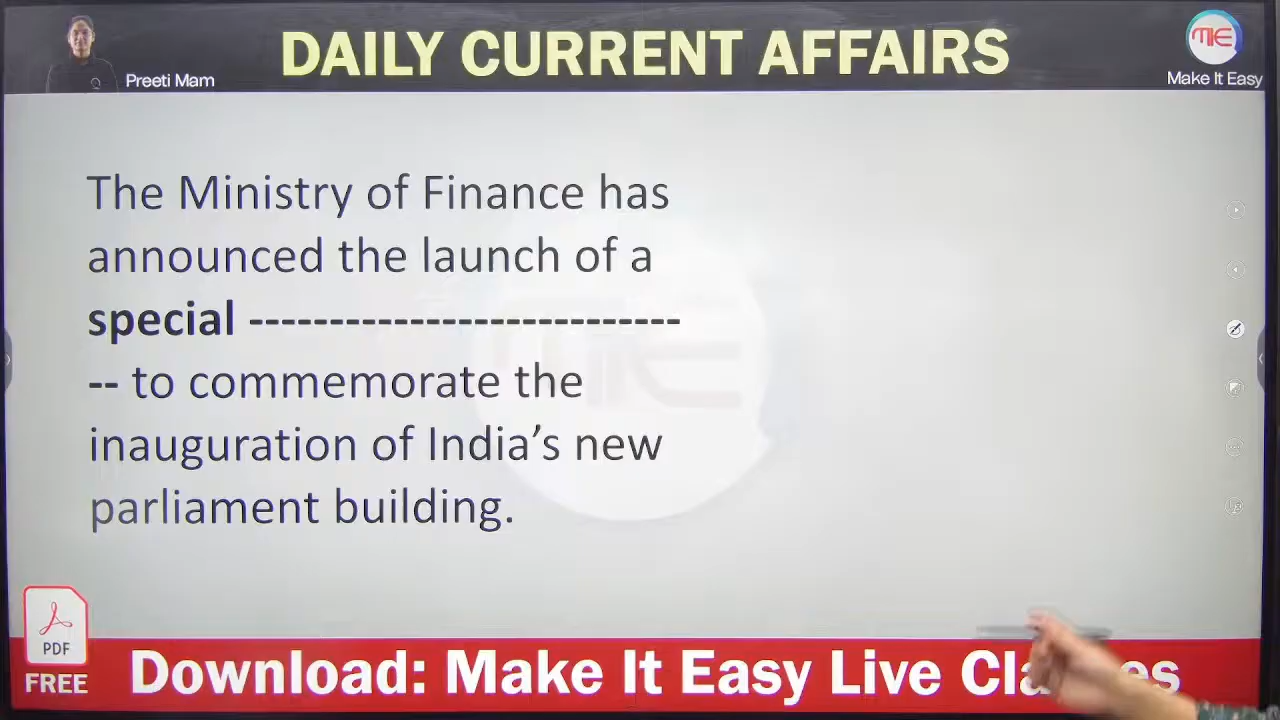 DAILY CURRENT AFFAIRS
Preeti Mam
MIE
Make It Easy
The Ministry of Finance has
announced the launch of a
special ---------------------------
-- to commemorate the
inauguration of India’s new
parliament building.
PDF
FREE
Download: Make It Easy Live